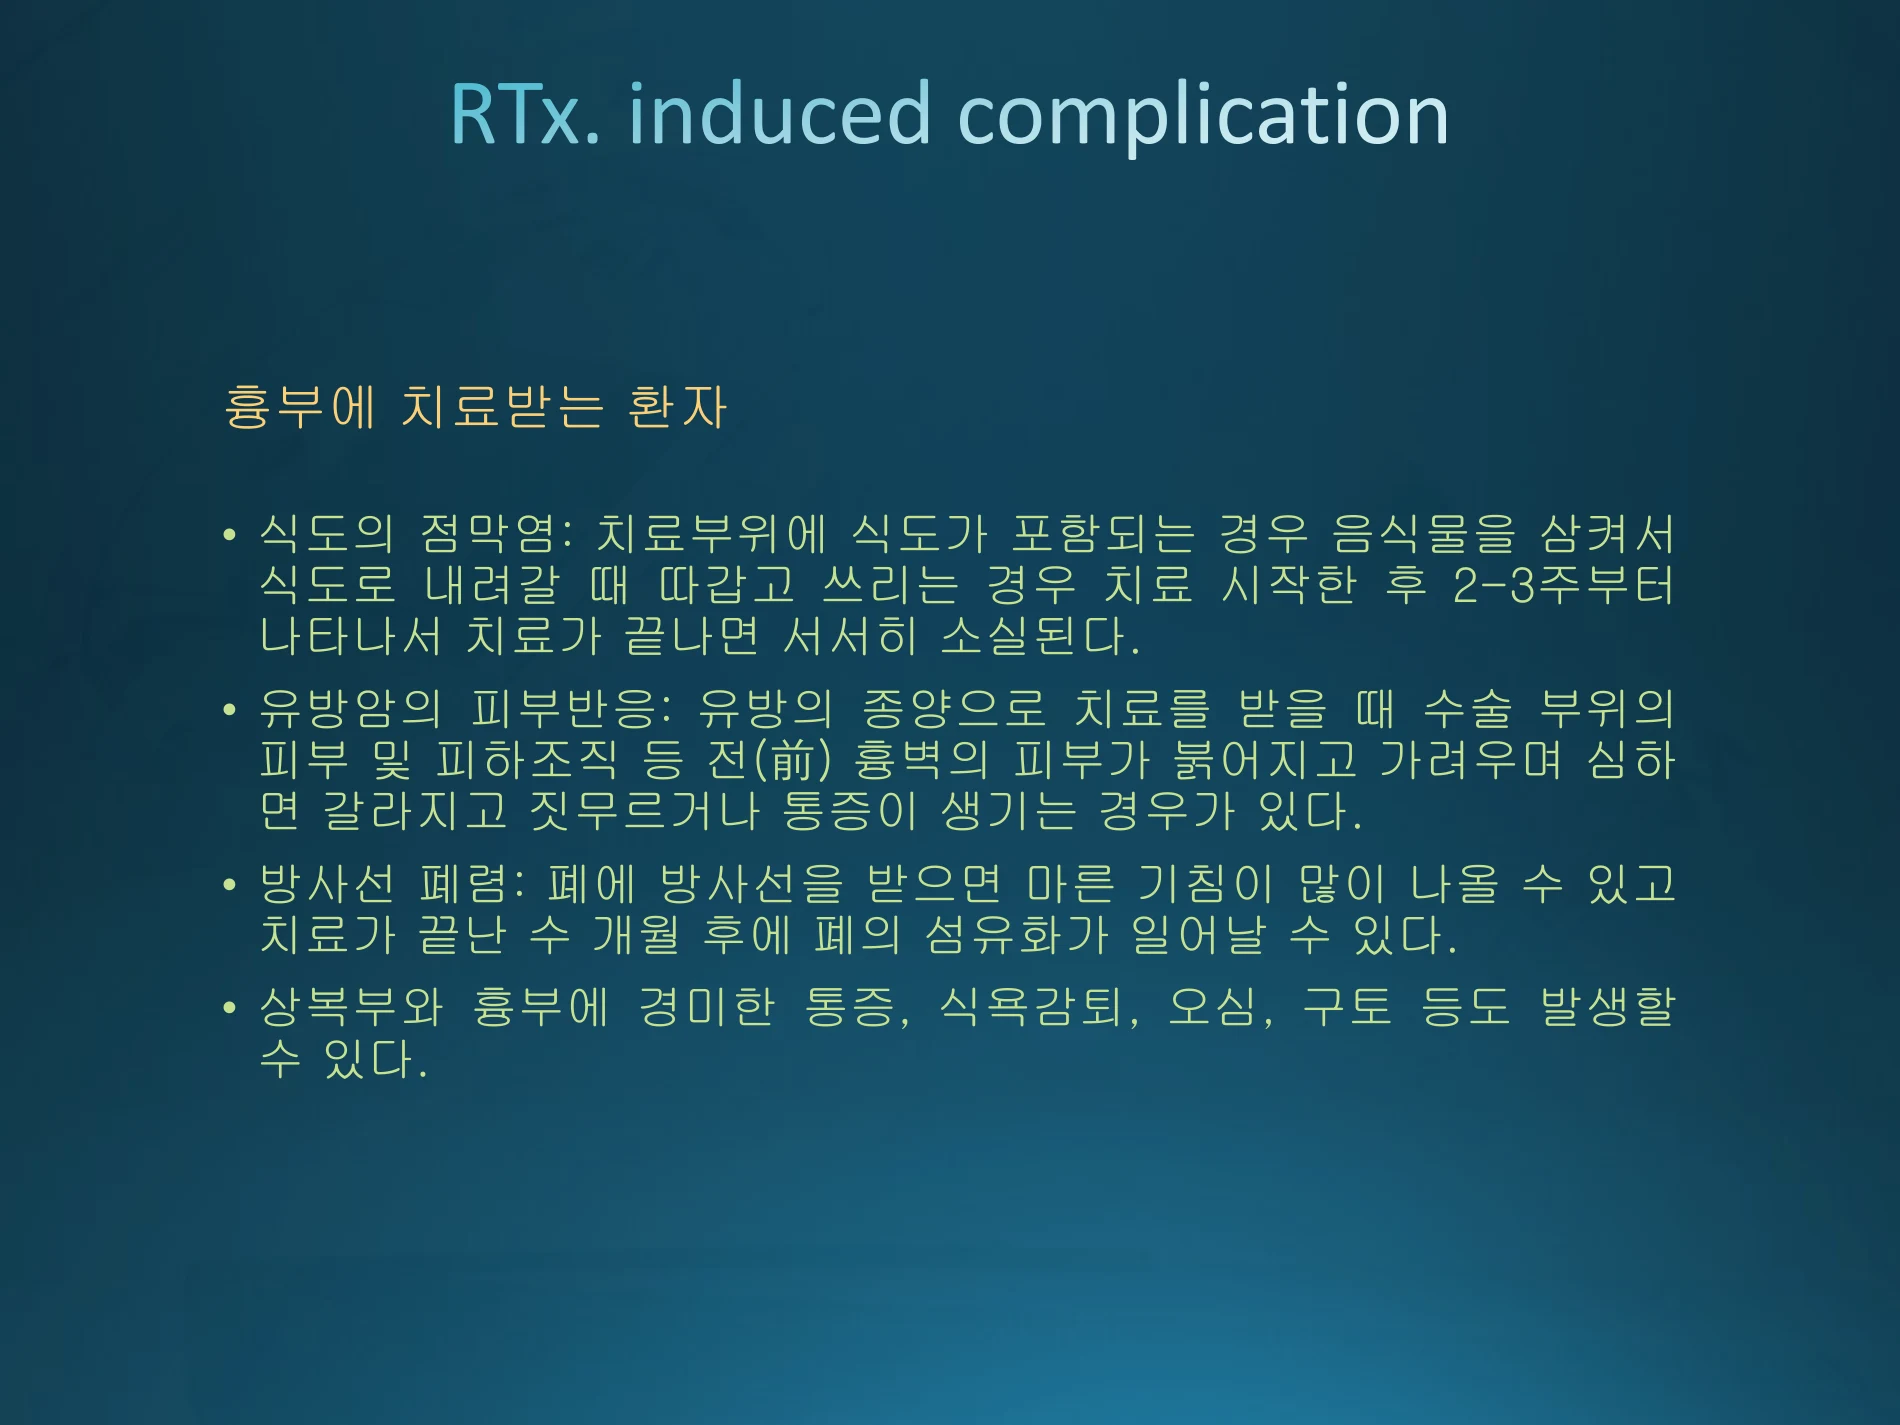 RTx. induced complication
흉부에 치료받는 환자
• 식도의 점막염: 치료부위에 식도가 포함되는 경우 음식물을 삼켜서
식도로 내려갈 때 따갑고 쓰리는 경우 치료 시작한 후 2-3주부터
나타나서 치료가 끝나면 서서히 소실된다.
• 유방암의 피부반응: 유방의 종양으로 치료를 받을 때 수술 부위의
피부 및 피하조직 등 전(前) 흉벽의 피부가 붉어지고 가려우며 심하
면 갈라지고 짓무르거나 통증이 생기는 경우가 있다.
• 방사선 폐렴: 폐에 방사선을 받으면 마른 기침이 많이 나올 수 있고
치료가 끝난 수 개월 후에 폐의 섬유화가 일어날 수 있다.
• 상복부와 흉부에 경미한 통증, 식욕감퇴, 오심, 구토 등도 발생할
수 있다.